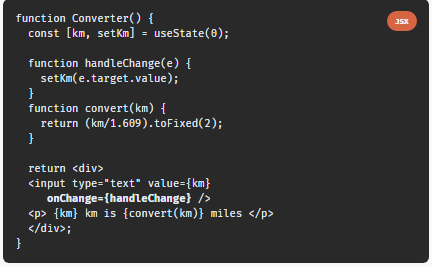 JSX
function Converter() {
  const [km, setKm] = useState(0);

  function handleChange(e) {
    setKm(e.target.value);
  }
  function convert(km) {
    return (km/1.609).toFixed(2);
  }

  return <div>
  <input type="text" value={km}
     onChange={handleChange} />
  <p> {km} km is {convert(km)} miles </p>
  </div>;
}